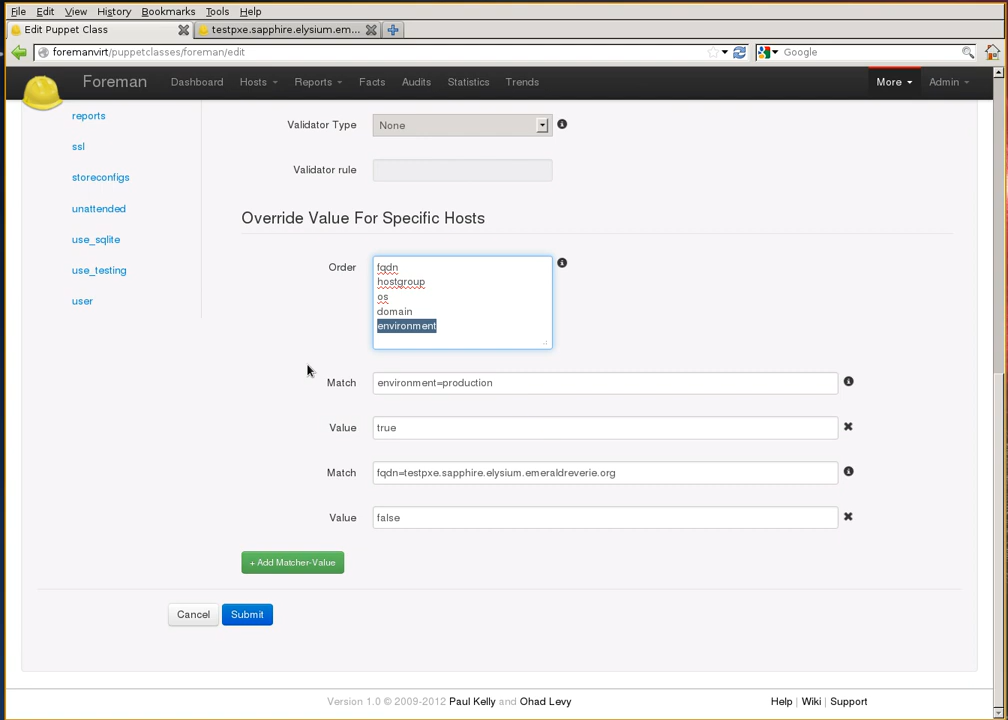 File Edit View History Bookmarks Tools Help
Edit Puppet Class testpxe.sapphire.elysium.em...
foremanvirt/puppetclasses/foreman/edit Google
Foreman Dashboard Hosts Reports Facts Audits Statistics Trends More Admin
reports
ssl
storeconfigs
unattended
use_sqlite
use_testing
user
Validator Type None
Validator rule
Override Value For Specific Hosts
Order fqdn
hostgroup
os
domain
environment
Match environment=production
Value true
Match fqdn=testpxe.sapphire.elysium.emeraldreverie.org
Value false
+ Add Matcher-Value
Cancel Submit
Version 1.0 © 2009-2012 Paul Kelly and Ohad Levy Help | Wiki | Support